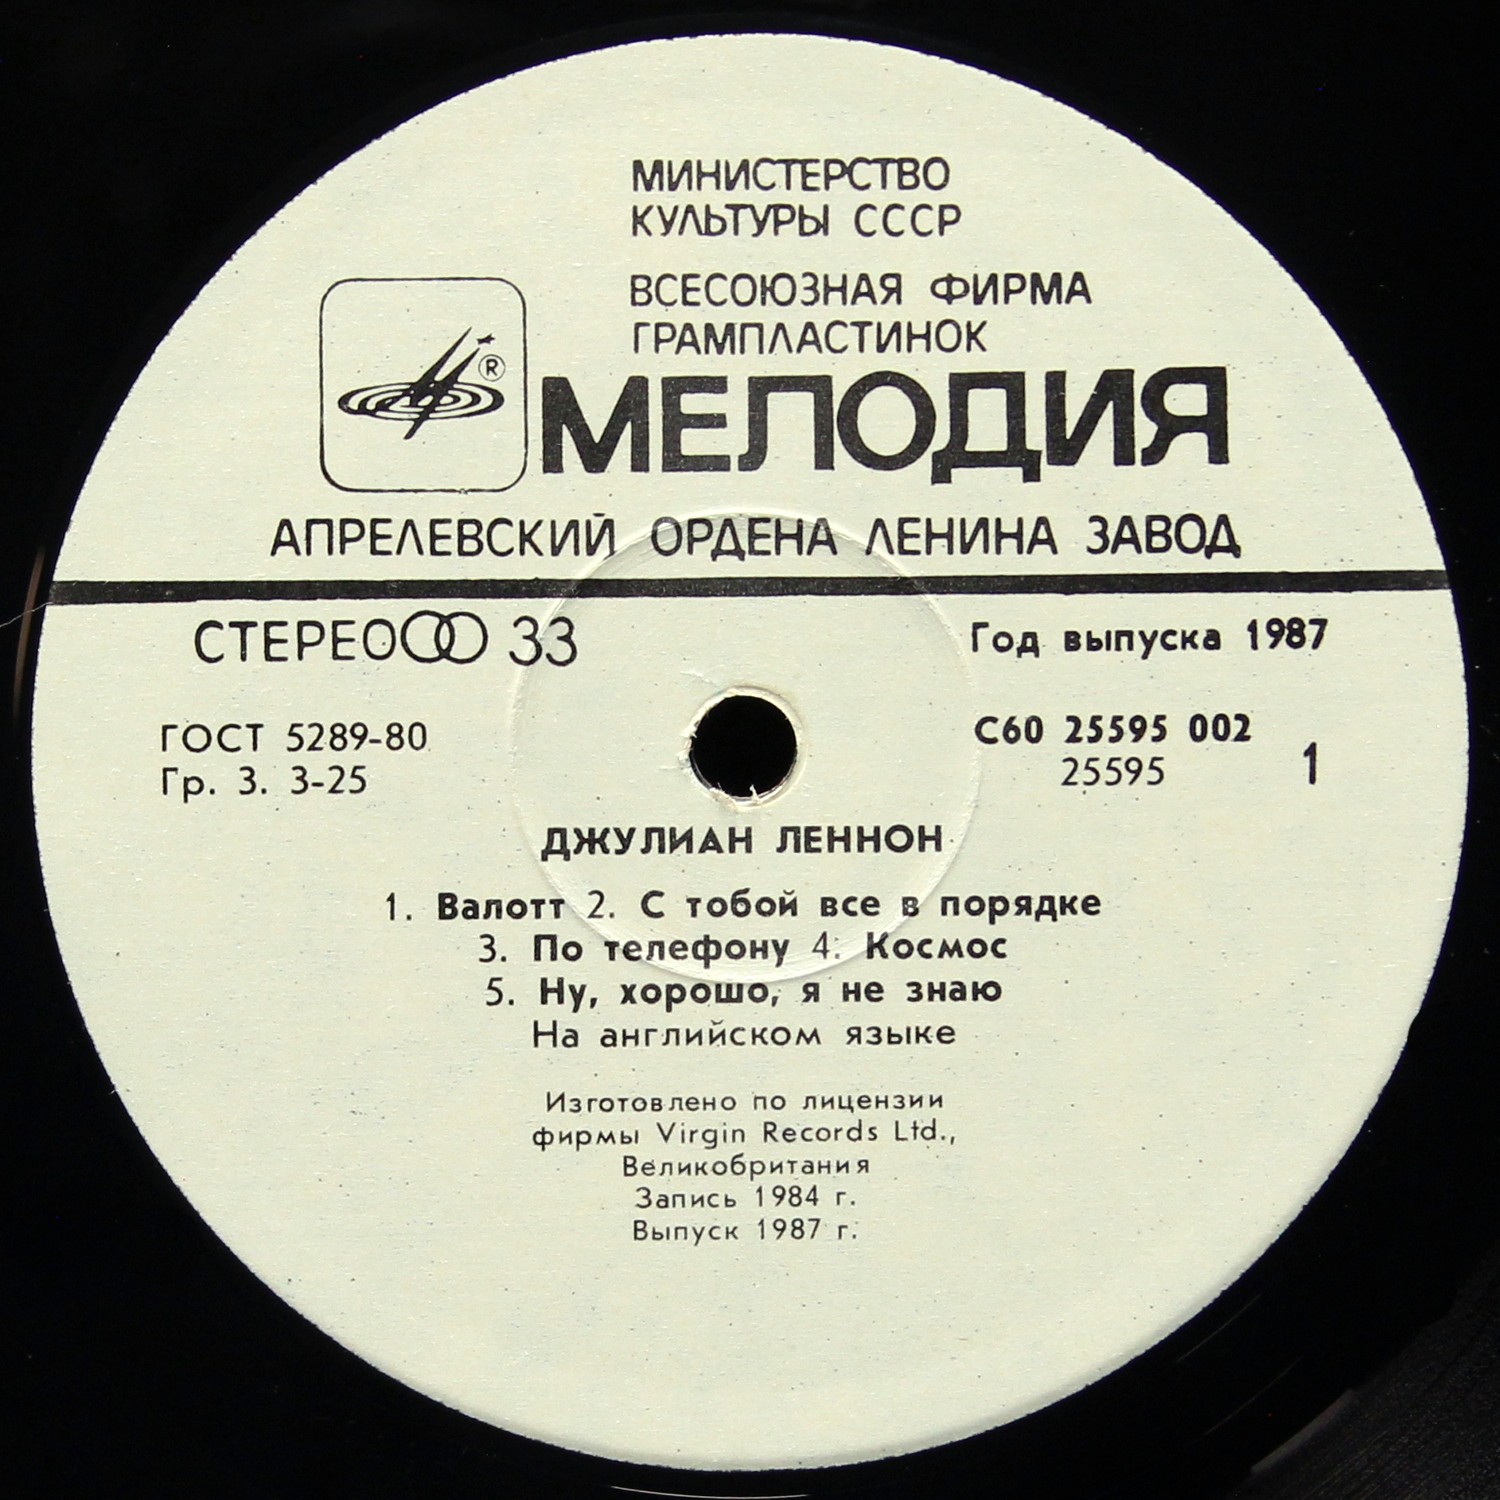 МИНИСТЕРСТВО
КУЛЬТУРЫ СССР
ВСЕСОЮЗНАЯ ФИРМА
ГРАМПЛАСТИНОК
®
МЕЛОДИЯ
АПРЕЛЕВСКИЙ ОРДЕНА ЛЕНИНА ЗАВОД
СТЕРЕО 33
Год выпуска 1987
ГОСТ 5289-80
Гр. 3. 3-25
С60 25595 002
25595
1
ДЖУЛИАН ЛЕННОН
1. Валотт 2. С тобой все в порядке
3. По телефону 4. Космос
5. Ну, хорошо, я не знаю
На английском языке
Изготовлено по лицензии
фирмы Virgin Records Ltd.,
Великобритания
Запись 1984 г.
Выпуск 1987 г.